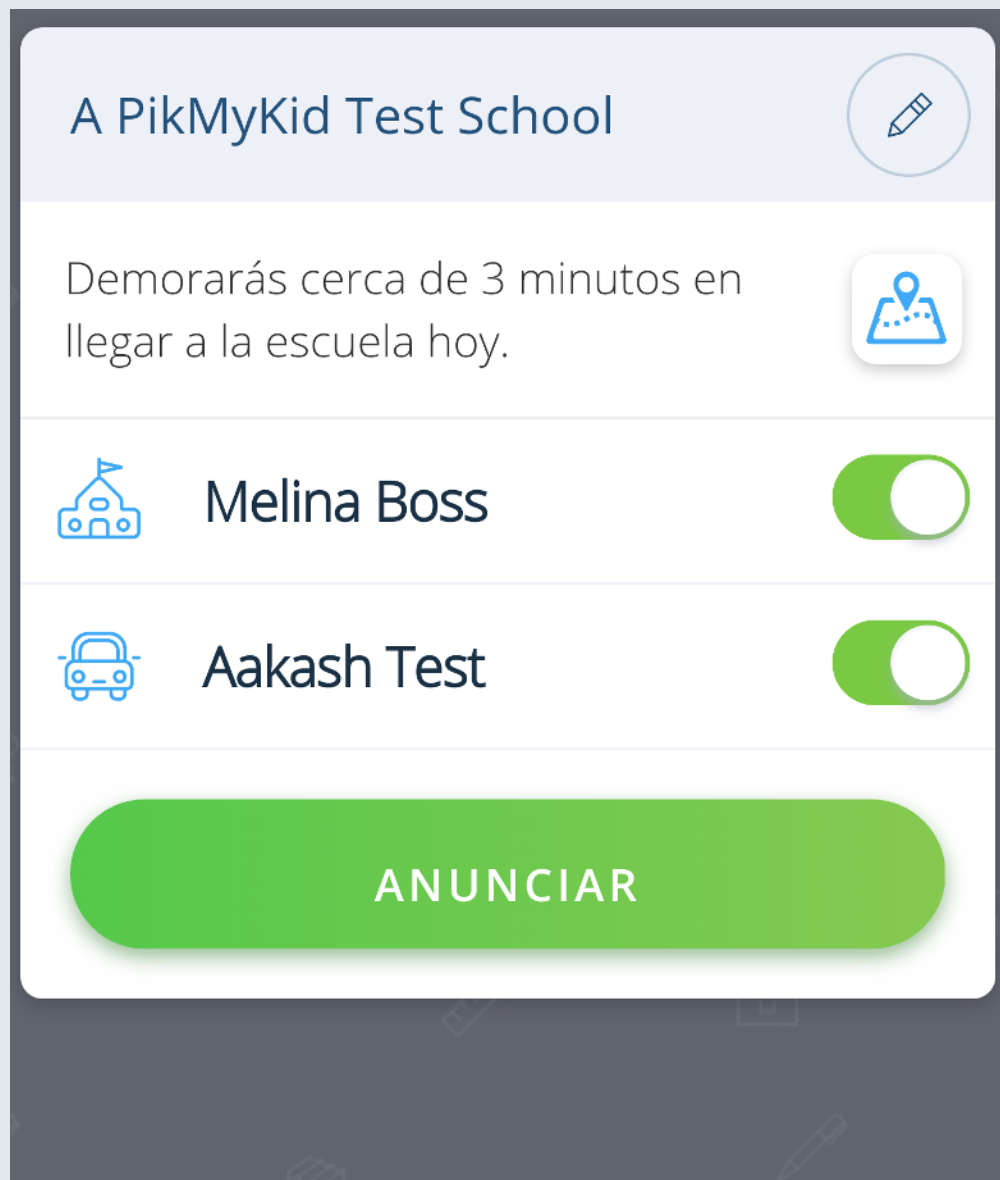 A PikMyKid Test School
Demorarás cerca de 3 minutos en
llegar a la escuela hoy.
Melina Boss
Aakash Test
ANUNCIAR